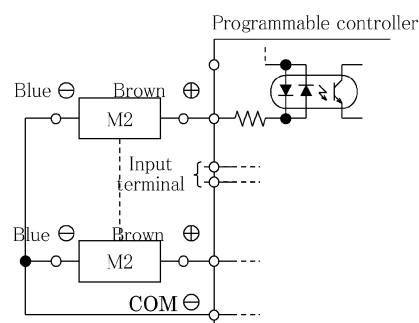 Programmable controller
Blue ⊖ Brown ⊕
M2
Input
terminal
Blue ⊖ Brown ⊕
M2
COM ⊖